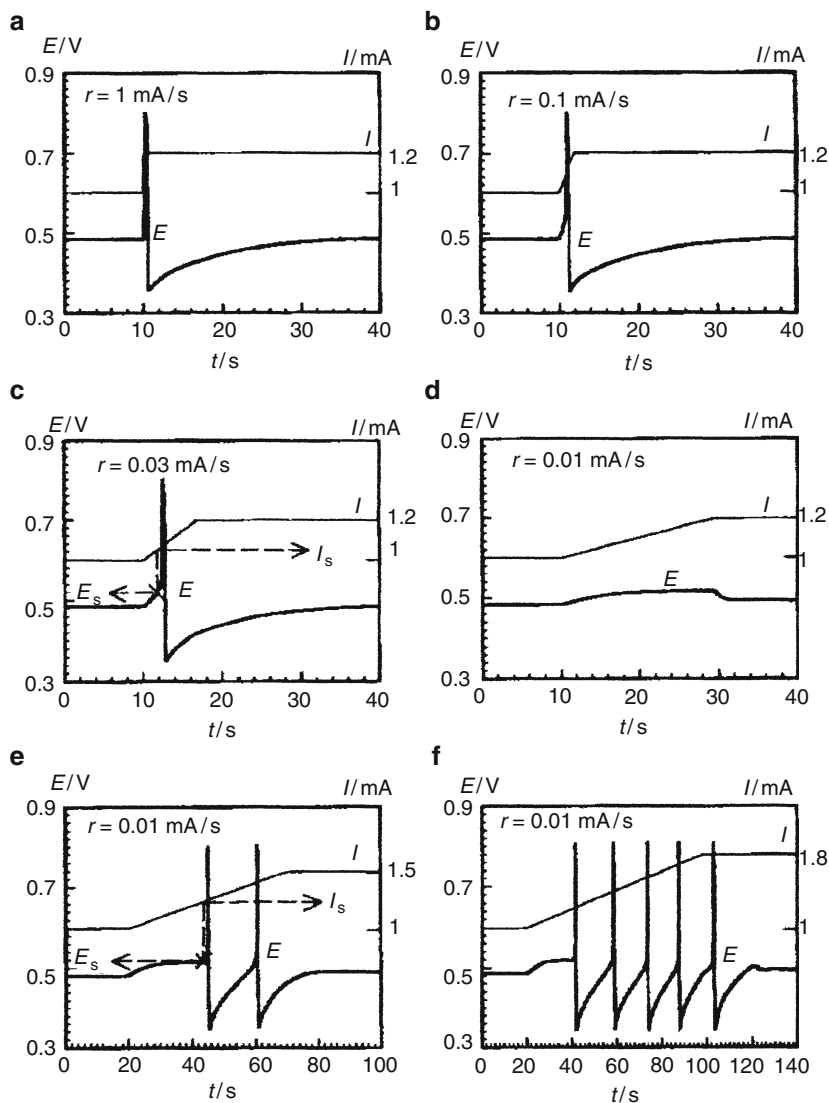 a
E/V
I/mA
0.9
r = 1 mA/s
I
0.7
1.2
1
0.5
E
0.3
0 10 20 30 40
t/s
b
E/V
I/mA
0.9
r = 0.1 mA/s
I
0.7
1.2
1
0.5
E
0.3
0 10 20 30 40
t/s
c
E/V
I/mA
0.9
r = 0.03 mA/s
I
0.7
1.2
1
Is
Es
E
0.5
0.3
0 10 20 30 40
t/s
d
E/V
I/mA
0.9
r = 0.01 mA/s
I
0.7
1.2
1
E
0.5
0.3
0 10 20 30 40
t/s
e
E/V
I/mA
0.9
r = 0.01 mA/s
I
1.5
0.7
Is
1
Es
E
0.5
0.3
0 20 40 60 80 100
t/s
f
E/V
I/mA
0.9
r = 0.01 mA/s
I
1.8
0.7
1
E
0.5
0.3
0 20 40 60 80 100 120 140
t/s